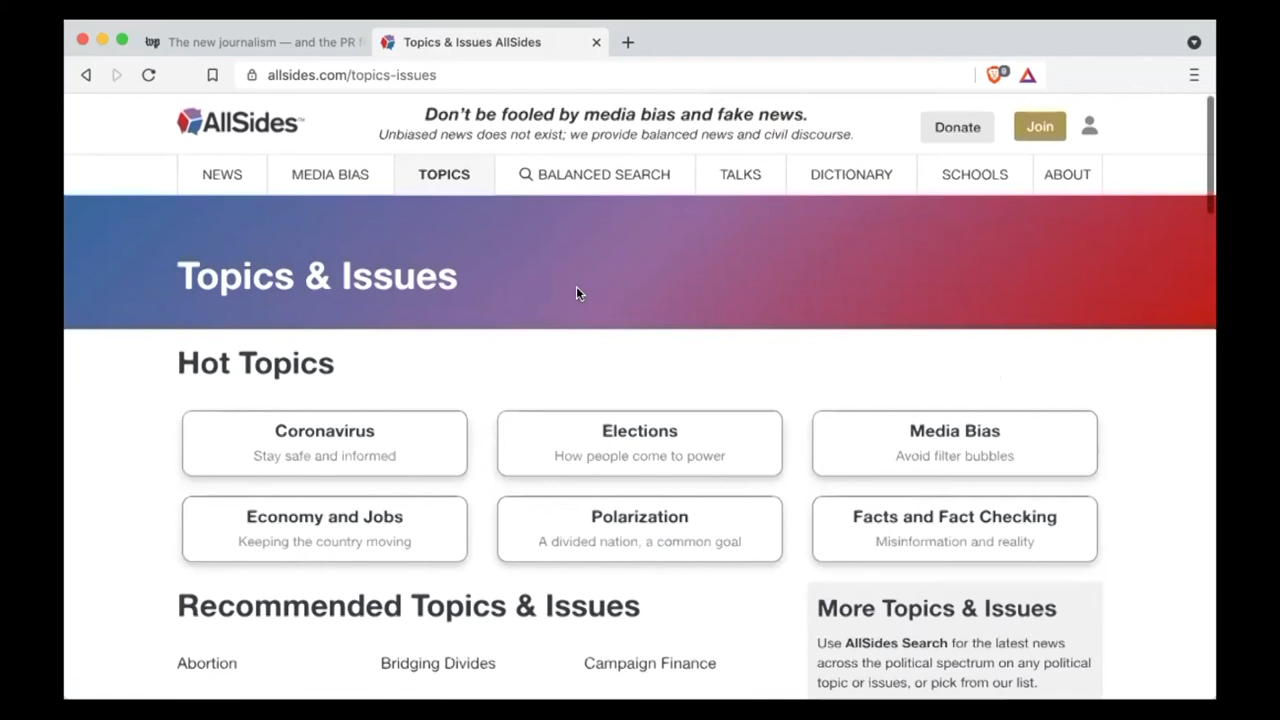 wp The new journalism — and the PR f
Topics & Issues AllSides
allsides.com/topics-issues
AllSides™
Don't be fooled by media bias and fake news.
Unbiased news does not exist; we provide balanced news and civil discourse.
Donate
Join
NEWS
MEDIA BIAS
TOPICS
BALANCED SEARCH
TALKS
DICTIONARY
SCHOOLS
ABOUT
Topics & Issues
Hot Topics
Coronavirus
Stay safe and informed
Elections
How people come to power
Media Bias
Avoid filter bubbles
Economy and Jobs
Keeping the country moving
Polarization
A divided nation, a common goal
Facts and Fact Checking
Misinformation and reality
Recommended Topics & Issues
Abortion
Bridging Divides
Campaign Finance
More Topics & Issues
Use AllSides Search for the latest news
across the political spectrum on any political
topic or issues, or pick from our list.